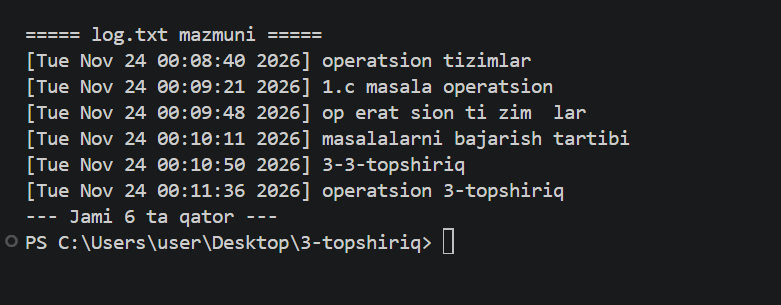 ===== log.txt mazmuni =====
[Tue Nov 24 00:08:40 2026] operatsion tizimlar
[Tue Nov 24 00:09:21 2026] 1.c masala operatsion
[Tue Nov 24 00:09:48 2026] op erat sion ti zim  lar
[Tue Nov 24 00:10:11 2026] masalalarni bajarish tartibi
[Tue Nov 24 00:10:50 2026] 3-3-topshiriq
[Tue Nov 24 00:11:36 2026] operatsion 3-topshiriq
--- Jami 6 ta qator ---
PS C:\Users\user\Desktop\3-topshiriq>